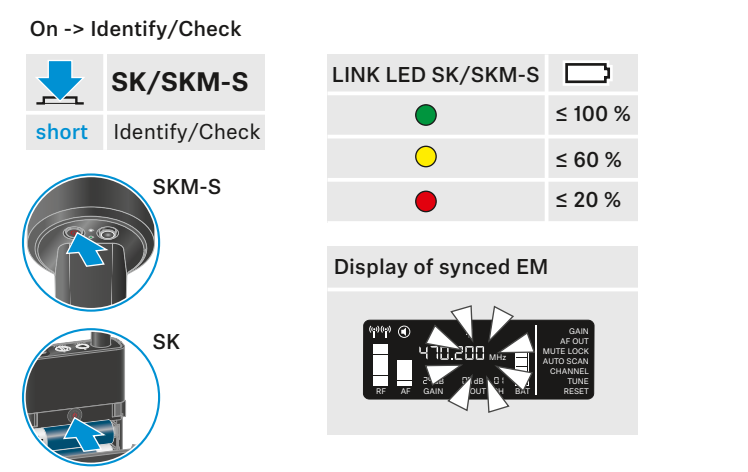 On -> Identify/Check
SK/SKM-S
short Identify/Check
SKM-S
SK
LINK LED SK/SKM-S
≤ 100 %
≤ 60 %
≤ 20 %
Display of synced EM
470.200 MHz
RF AF GAIN OUT BAT
GAIN
AF OUT
MUTE LOCK
AUTO SCAN
CHANNEL
TUNE
RESET